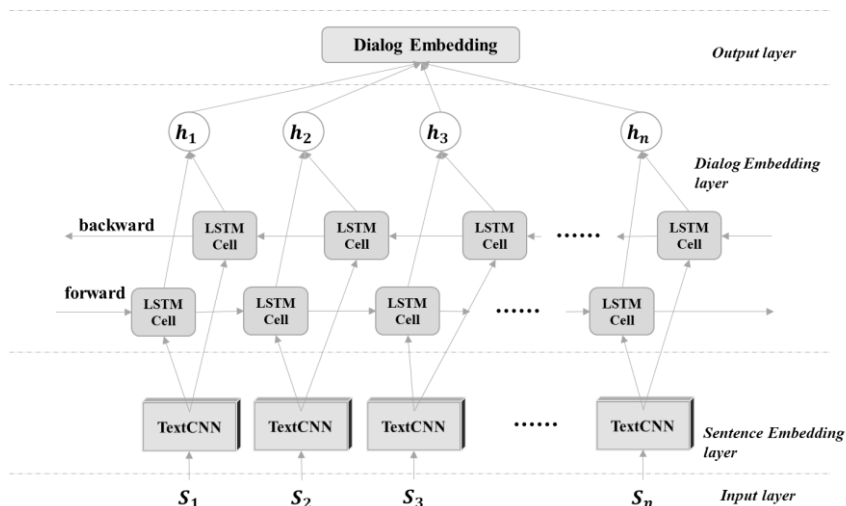 Dialog Embedding
Output layer
h₁ h₂ h₃ hₙ
Dialog Embedding
layer
backward
LSTM Cell LSTM Cell LSTM Cell ...... LSTM Cell
forward
LSTM Cell LSTM Cell LSTM Cell ...... LSTM Cell
TextCNN TextCNN TextCNN ...... TextCNN
Sentence Embedding
layer
S₁ S₂ S₃ Sₙ
Input layer